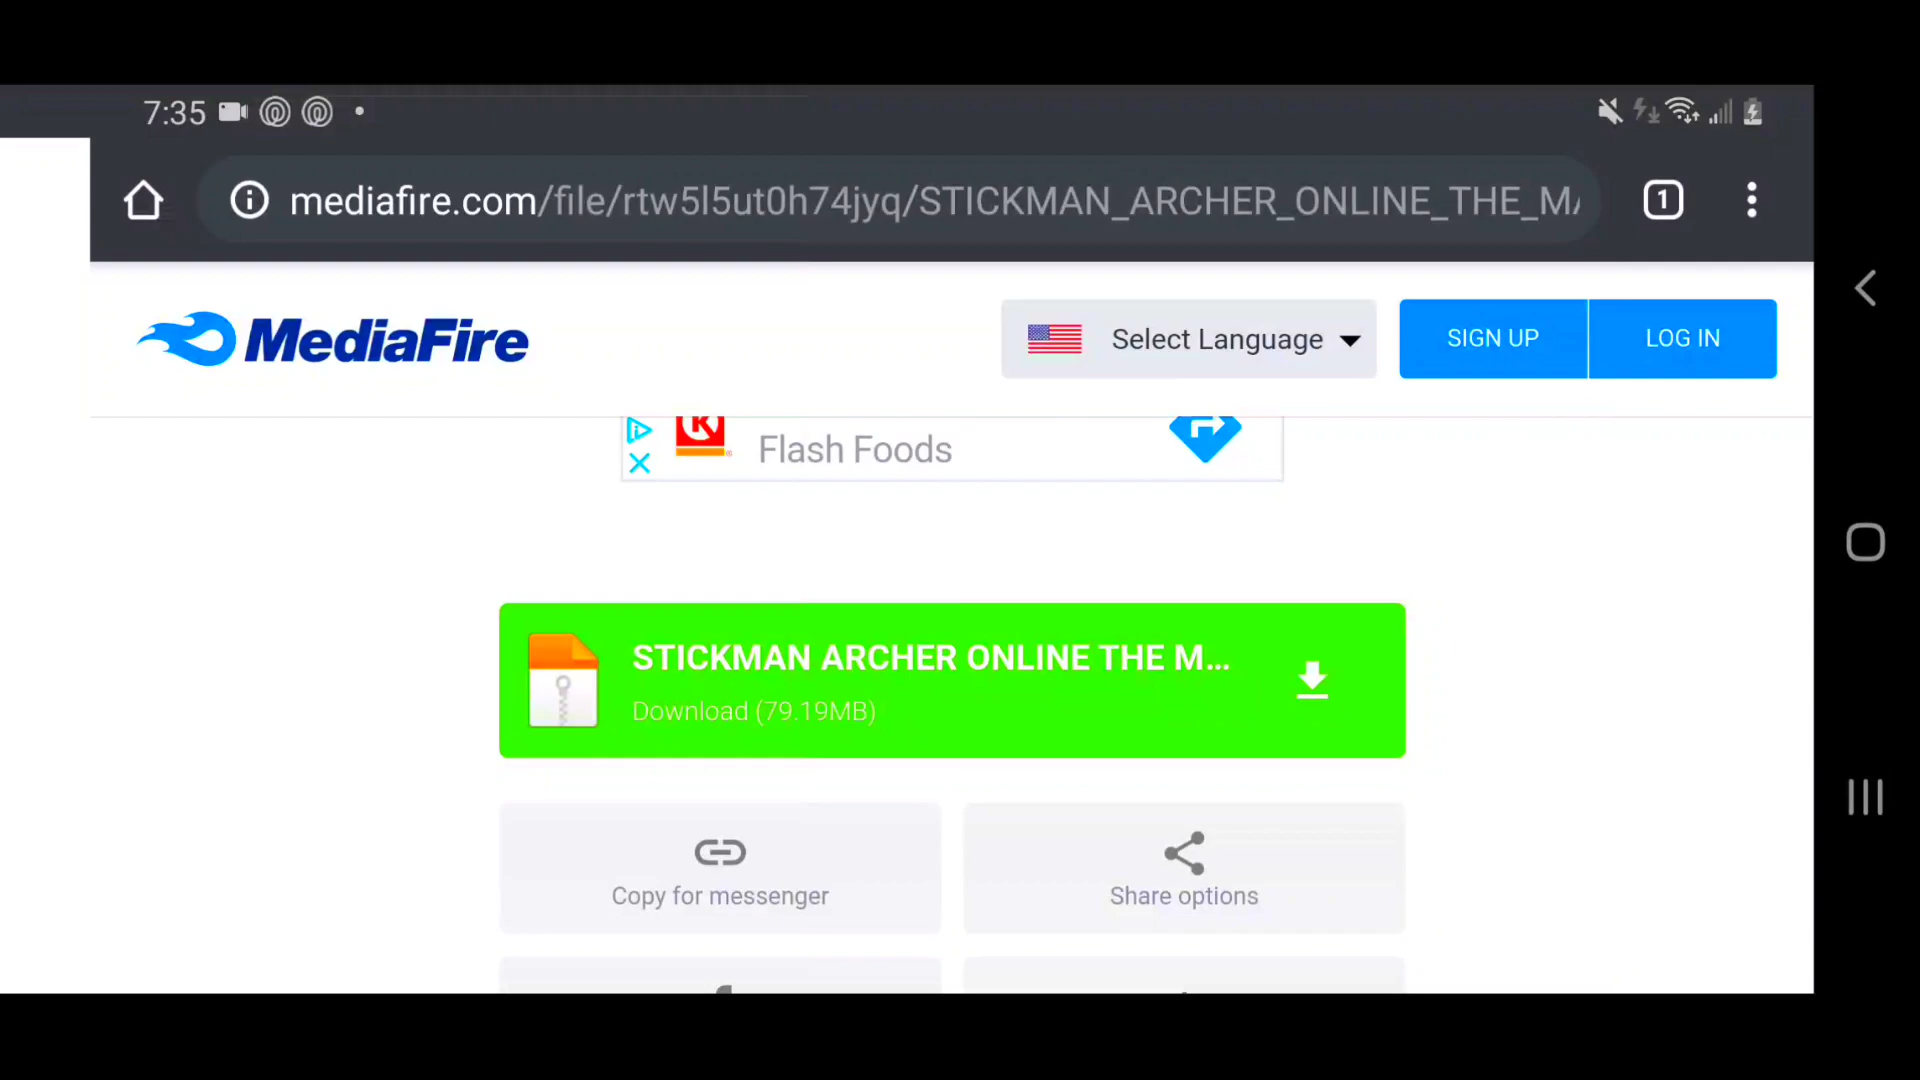 7:35
mediafire.com/file/rtw5l5ut0h74jyq/STICKMAN_ARCHER_ONLINE_THE_MA
1
MediaFire
Select Language
SIGN UP
LOG IN
K
Flash Foods
STICKMAN ARCHER ONLINE THE M...
Download (79.19MB)
Copy for messenger
Share options